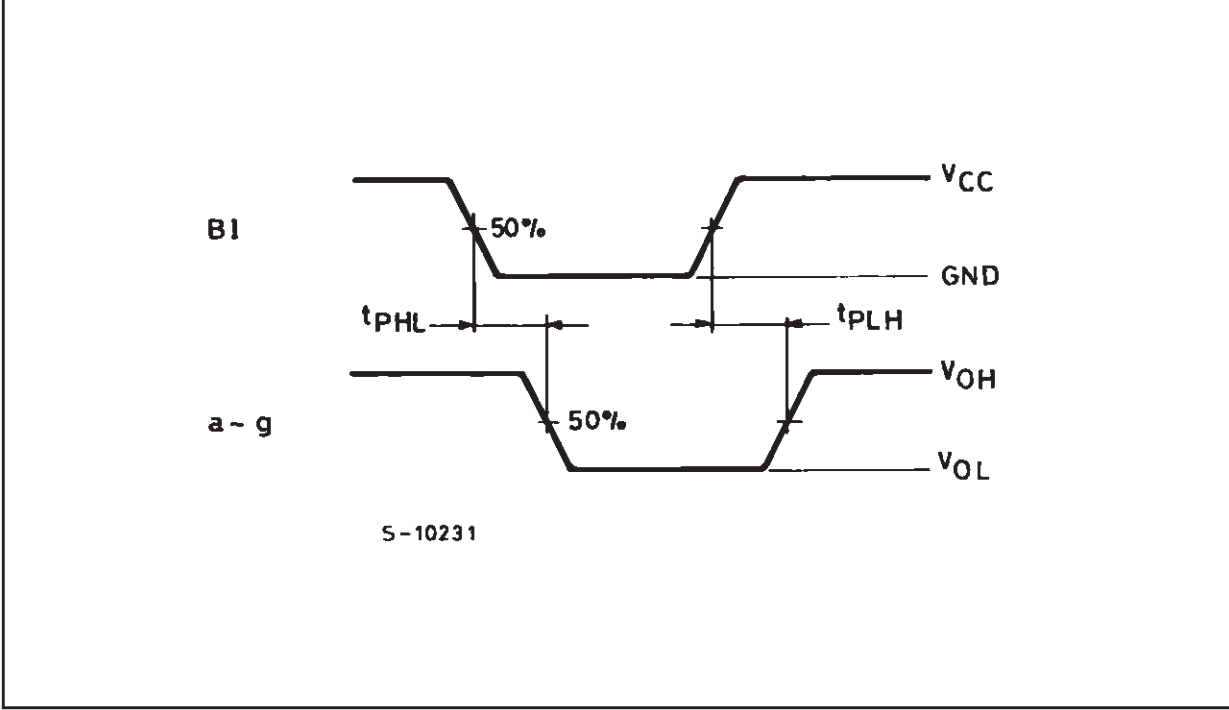 VCC
BI
50%
GND
tPHL
tPLH
VOH
a~g
50%
VOL
S-10231